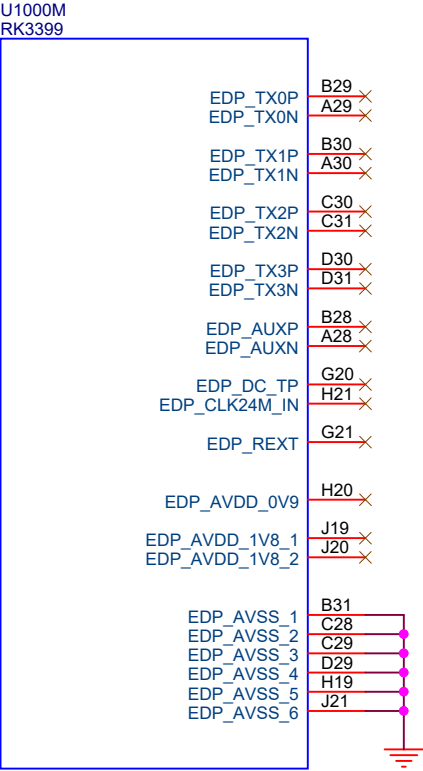 U1000M
RK3399
EDP_TX0P B29
EDP_TX0N A29
EDP_TX1P B30
EDP_TX1N A30
EDP_TX2P C30
EDP_TX2N C31
EDP_TX3P D30
EDP_TX3N D31
EDP_AUXP B28
EDP_AUXN A28
EDP_DC_TP G20
EDP_CLK24M_IN H21
EDP_REXT G21
EDP_AVDD_0V9 H20
EDP_AVDD_1V8_1 J19
EDP_AVDD_1V8_2 J20
EDP_AVSS_1 B31
EDP_AVSS_2 C28
EDP_AVSS_3 C29
EDP_AVSS_4 D29
EDP_AVSS_5 H19
EDP_AVSS_6 J21